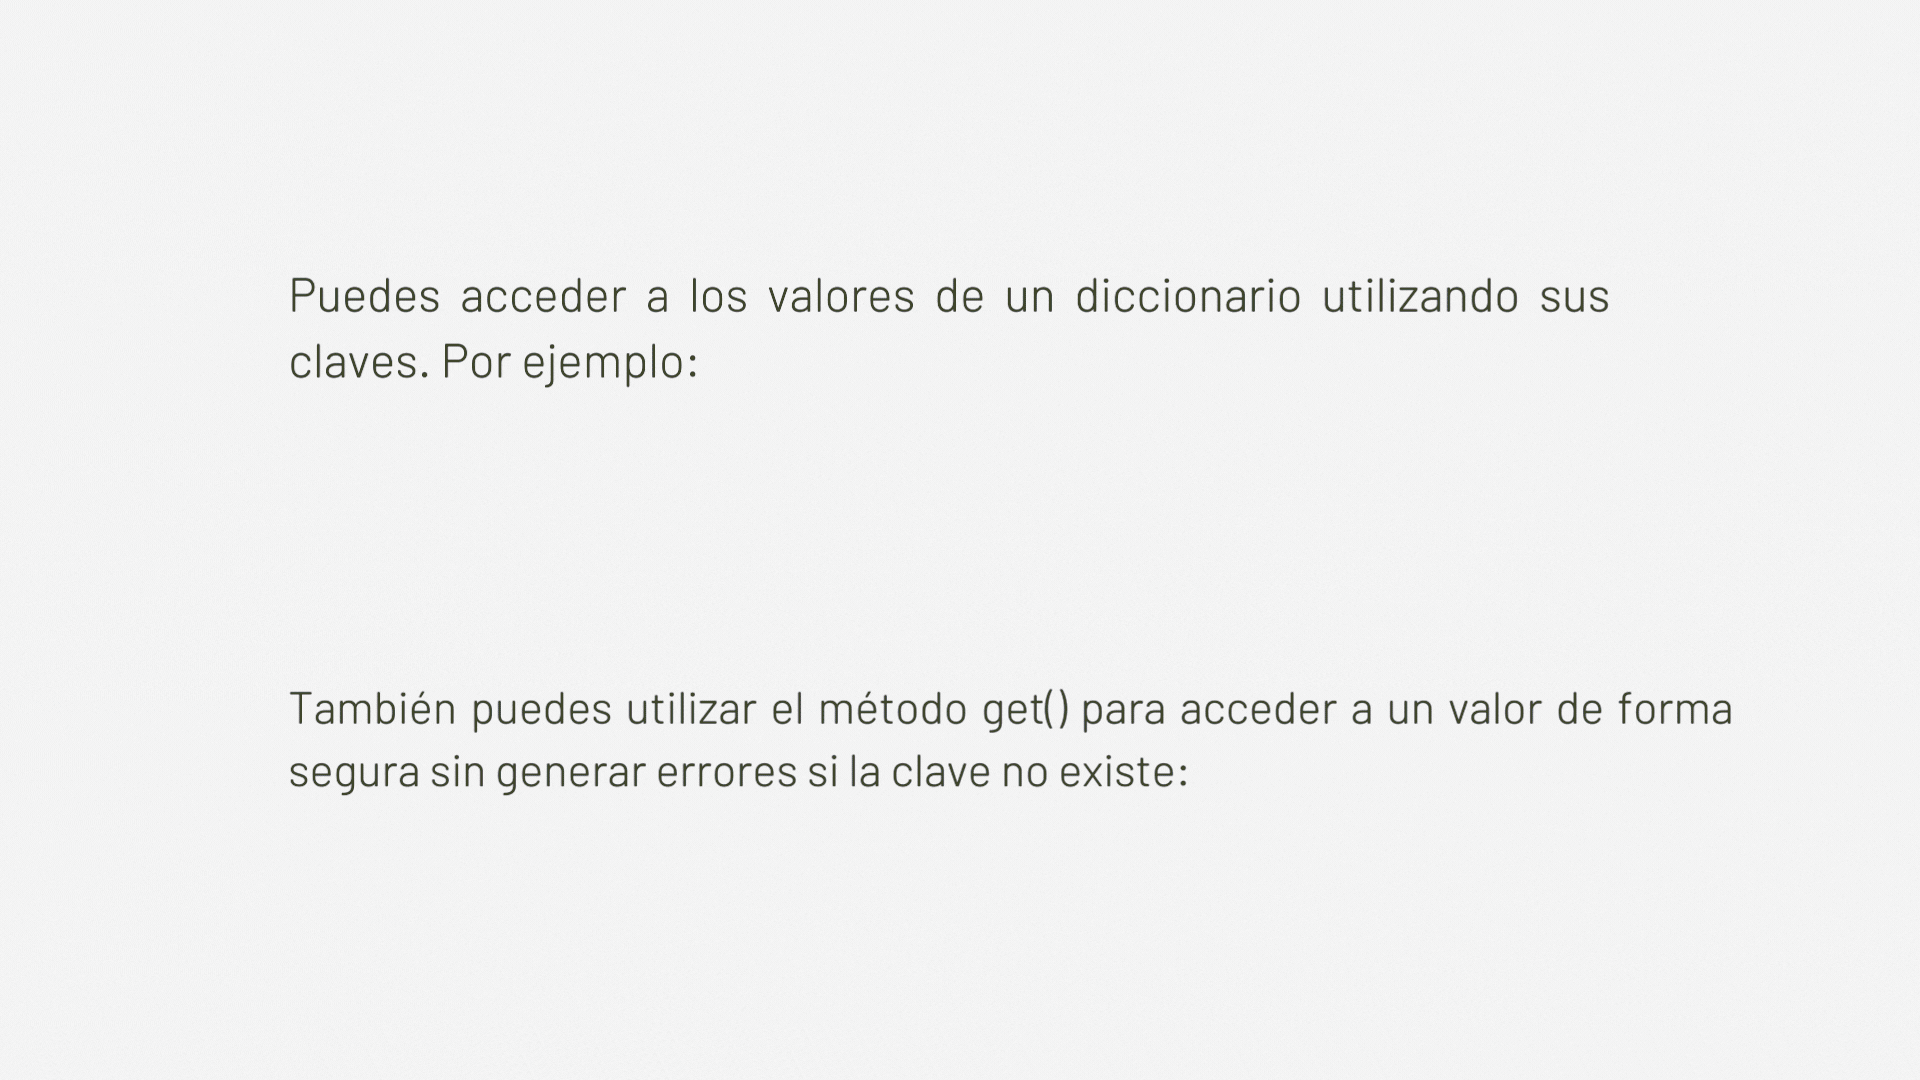 Puedes acceder a los valores de un diccionario utilizando sus
claves. Por ejemplo:
También puedes utilizar el método get() para acceder a un valor de forma
segura sin generar errores si la clave no existe: